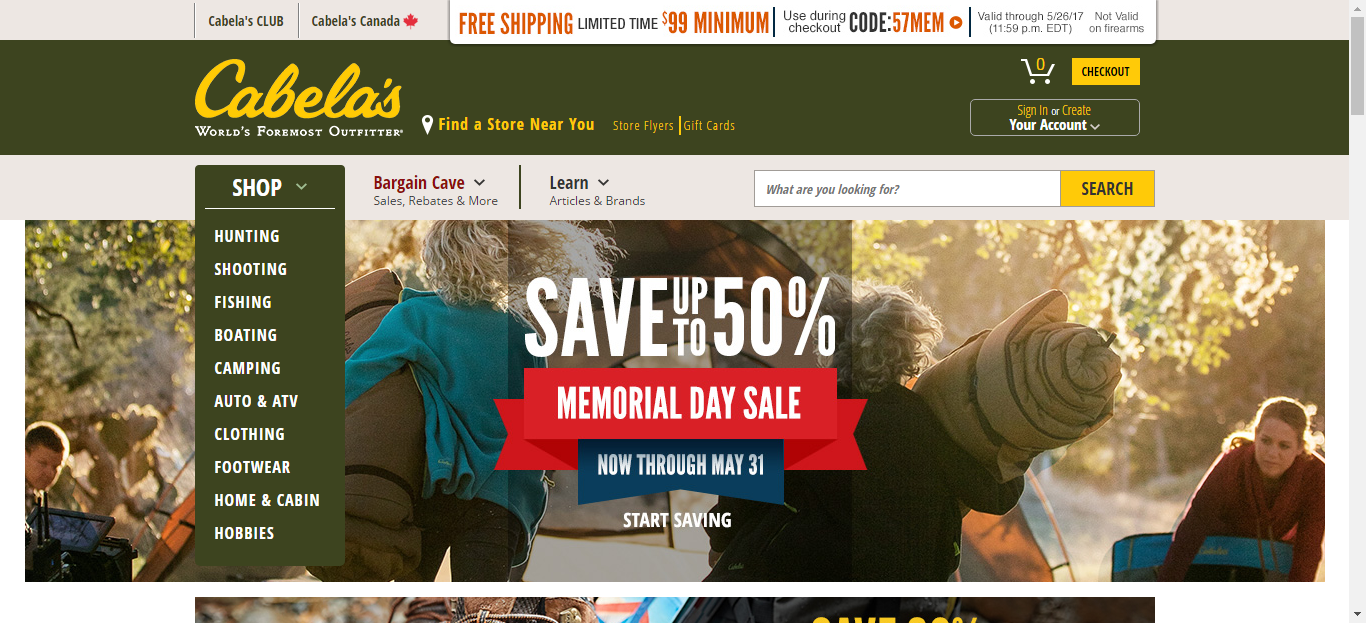 Cabela's CLUB
Cabela's Canada
FREE SHIPPING LIMITED TIME $99 MINIMUM
Use during checkout CODE:57MEM
Valid through 5/26/17 (11:59 p.m. EDT)
Not Valid on firearms
Cabela's
WORLD'S FOREMOST OUTFITTER®
Find a Store Near You
Store Flyers
Gift Cards
0
CHECKOUT
Sign In or Create
Your Account
SHOP
Bargain Cave
Sales, Rebates & More
Learn
Articles & Brands
What are you looking for?
SEARCH
HUNTING
SHOOTING
FISHING
BOATING
CAMPING
AUTO & ATV
CLOTHING
FOOTWEAR
HOME & CABIN
HOBBIES
SAVE UP TO 50%
MEMORIAL DAY SALE
NOW THROUGH MAY 31
START SAVING
Cabela's
Cabela's